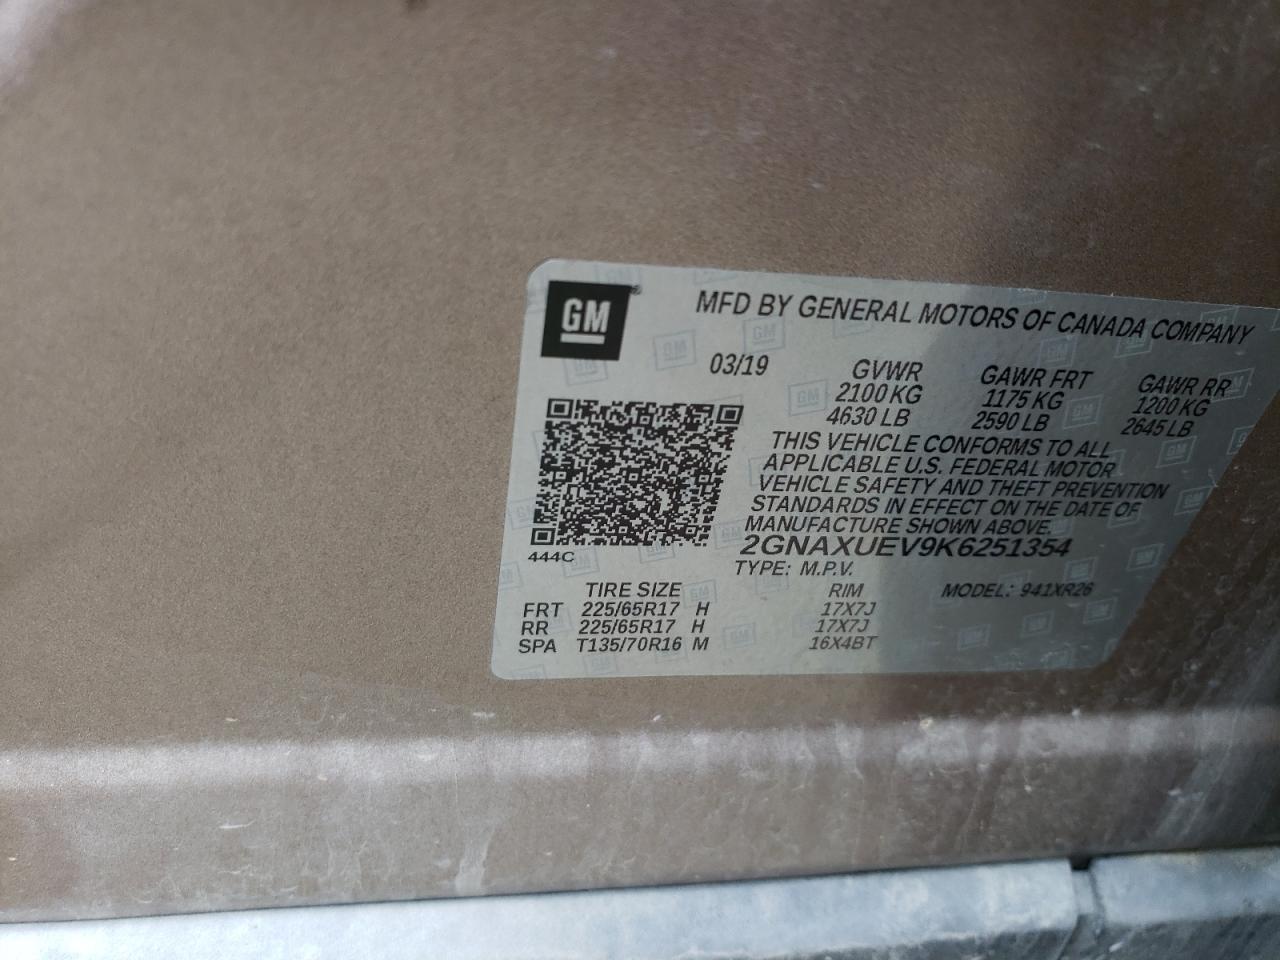 GM
MFD BY GENERAL MOTORS OF CANADA COMPANY
03/19 GVWR GAWR FRT GAWR RR
2100 KG 1175 KG 1200 KG
4630 LB 2590 LB 2645 LB
THIS VEHICLE CONFORMS TO ALL
APPLICABLE U.S. FEDERAL MOTOR
VEHICLE SAFETY AND THEFT PREVENTION
STANDARDS IN EFFECT ON THE DATE OF
MANUFACTURE SHOWN ABOVE.
2GNAXUEV9K6251354
444C
TYPE: M.P.V.
TIRE SIZE RIM MODEL: 941XR26
FRT 225/65R17 H 17X7J
RR 225/65R17 H 17X7J
SPA T135/70R16 M 16X4BT